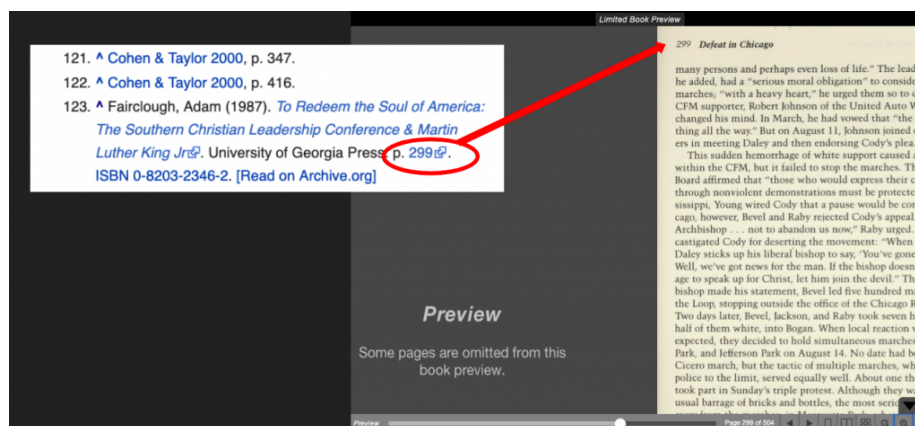 Limited Book Preview
121. ^ Cohen & Taylor 2000, p. 347.
122. ^ Cohen & Taylor 2000, p. 416.
123. ^ Fairclough, Adam (1987). To Redeem the Soul of America:
The Southern Christian Leadership Conference & Martin
Luther King Jr. University of Georgia Press. p. 299.
ISBN 0-8203-2346-2. [Read on Archive.org]
Preview
Some pages are omitted from this
book preview.
299 Defeat in Chicago
many persons and perhaps even loss of life." The lead
he added, had a "serious moral obligation" to conside
marches; "with a heavy heart," he urged them so to
CFM supporter, Robert Johnson of the United Auto W
changed his mind. In March, he had vowed that "the
thing all the way." But on August 11, Johnson joined
ers in meeting Daley and then endorsing Cody's plea.
This sudden hemorrhage of white support caused
within the CFM, but it failed to stop the marches. Th
Board affirmed that "those who would express their c
through nonviolent demonstrations must be protecte
sissippi, Young wired Cody that a pause would be con
cago, however, Bevel and Raby rejected Cody's appeal.
Archbishop . . . not to abandon us now," Raby urged.
castigated Cody for deserting the movement: "When
Daley sticks up his liberal bishop to say, 'You've gone
Well, we've got news for the man. If the bishop doesn
age to speak up for Christ, let him join the devil." Th
bishop made his statement, Bevel led five hundred ma
the Loop, stopping outside the office of the Chicago R
Two days later, Bevel, Jackson, and Raby took seven h
half of them white, into Bogan. When local reaction
expected, they decided to hold simultaneous marches
Park, and Jefferson Park on August 14. No date had b
Cicero march, but the tactic of multiple marches, wh
police to the limit, served equally well. About one th
took part in Sunday's triple protest. Although they wa
usual barrage of bricks and bottles, the most serio
Preview
Page 299 of 504